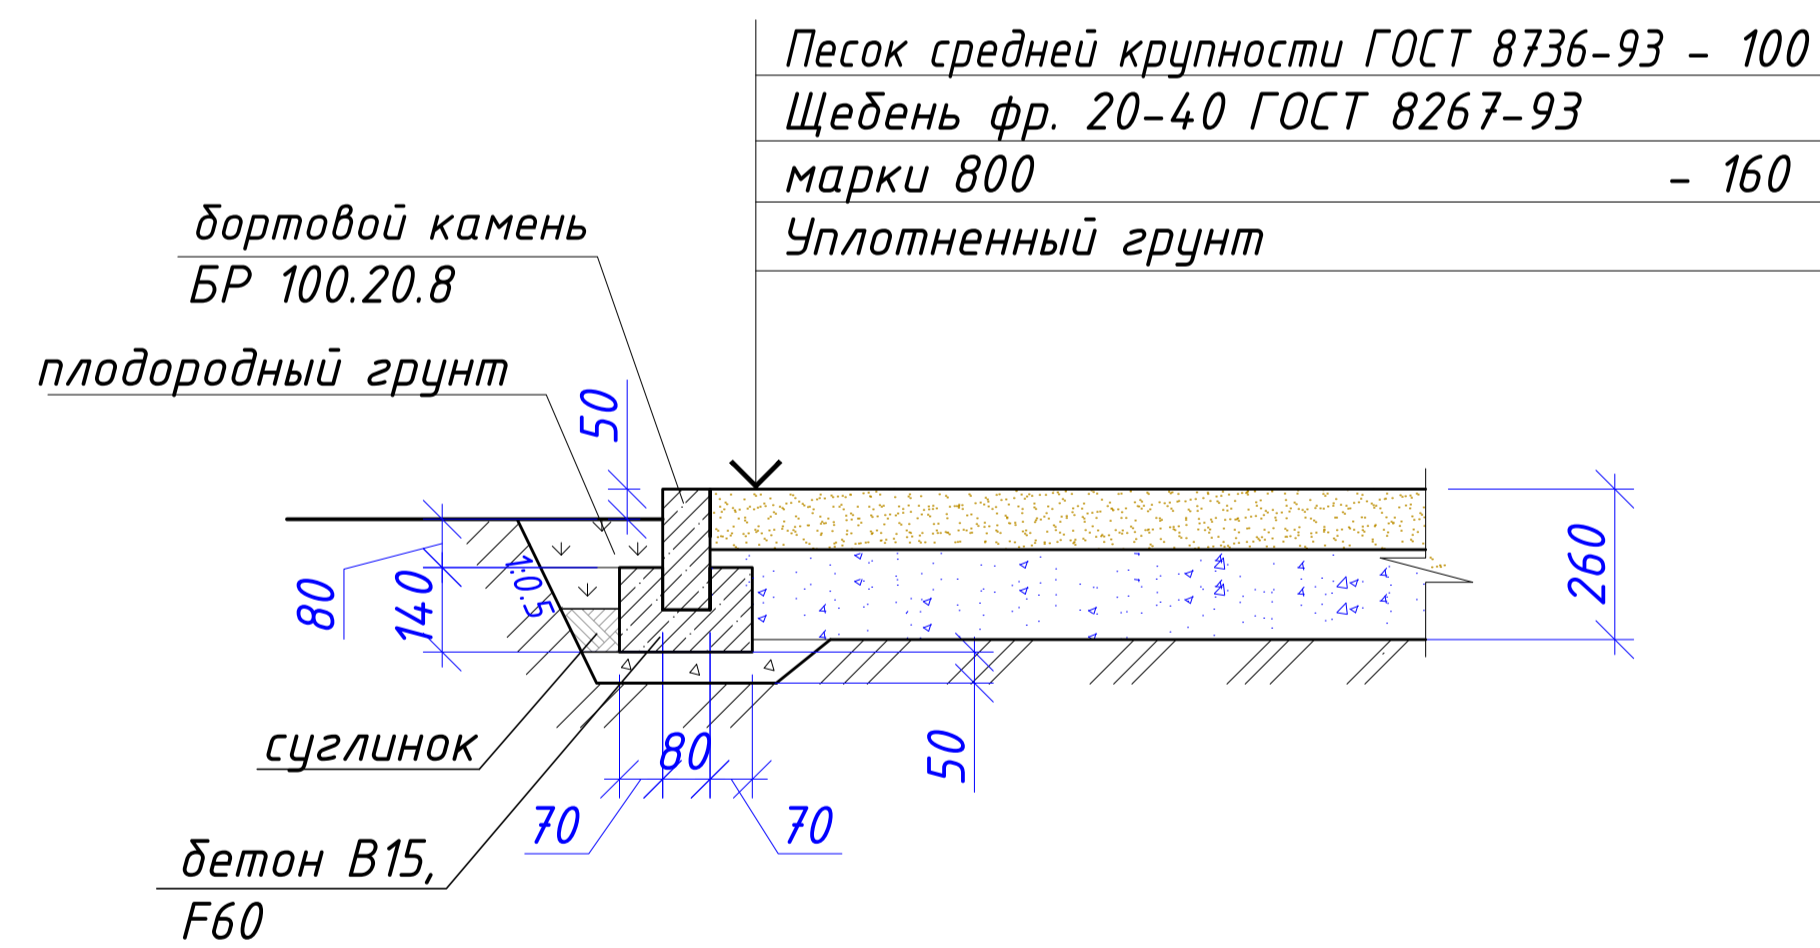 Песок средней крупности ГОСТ 8736-93 - 100
Щебень фр. 20-40 ГОСТ 8267-93
марки 800 - 160
Уплотненный грунт
бортовой камень
БР 100.20.8
плодородный грунт
50
80
140
1:0.5
260
суглинок
80
50
70
70
бетон В15,
F60